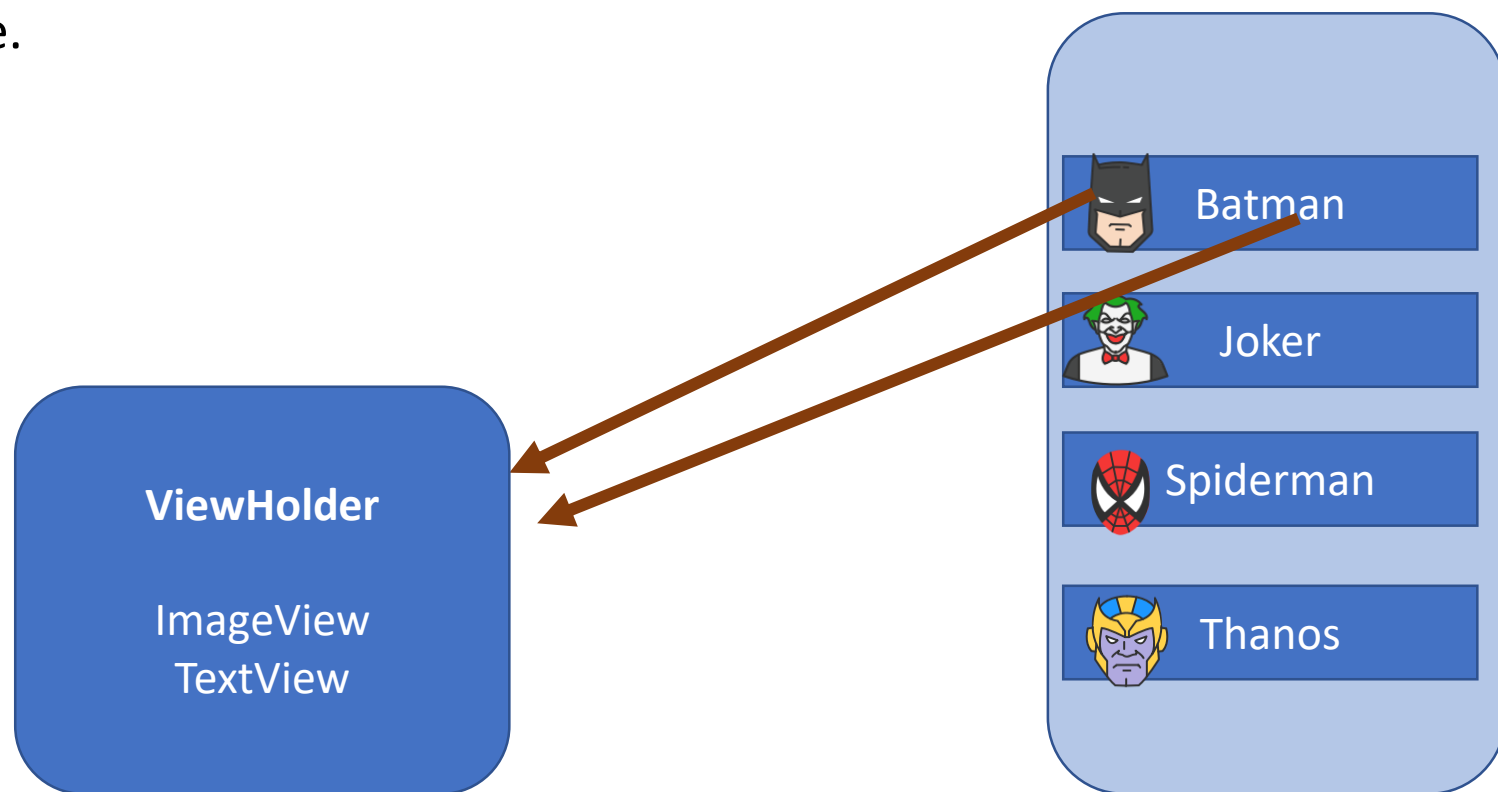 e.
Batman
Joker
Spiderman
Thanos
ViewHolder
ImageView
TextView